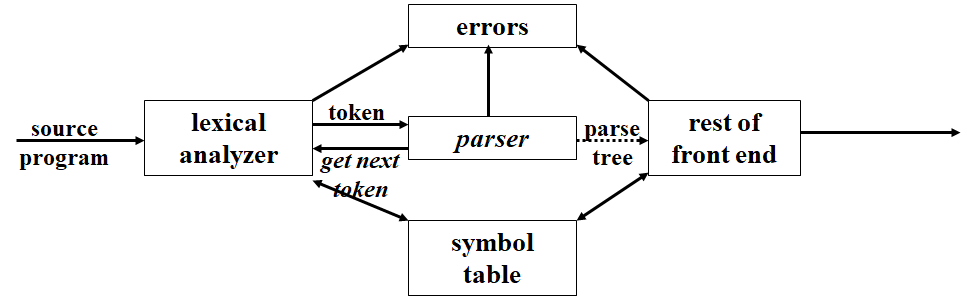 errors
source
program
lexical
analyzer
token
get next
token
parser
parse
tree
rest of
front end
symbol
table